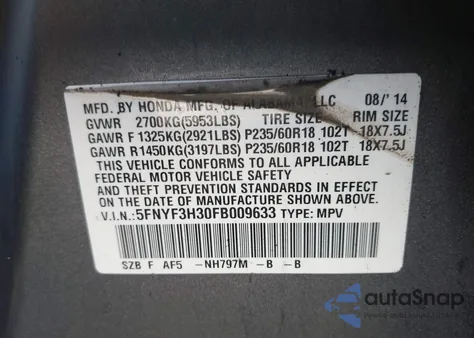 MFD. BY HONDA MFG. OF ALABAMA, LLC 08/'14
GVWR 2700KG(5953LBS) TIRE SIZE RIM SIZE
GAWR F 1325KG(2921LBS) P235/60R18 102T 18X7.5J
GAWR R 1450KG(3197LBS) P235/60R18 102T 18X7.5J
THIS VEHICLE CONFORMS TO ALL APPLICABLE
FEDERAL MOTOR VEHICLE SAFETY
STANDARDS IN EFFECT
ON THE DATE OF MANUFACTURE SHOWN ABOVE.
V.I.N.:5FNYF3H30FB009633 TYPE: MPV
SZB F AF5 -NH797M -B -B
autoSnap
www.autosnap.com